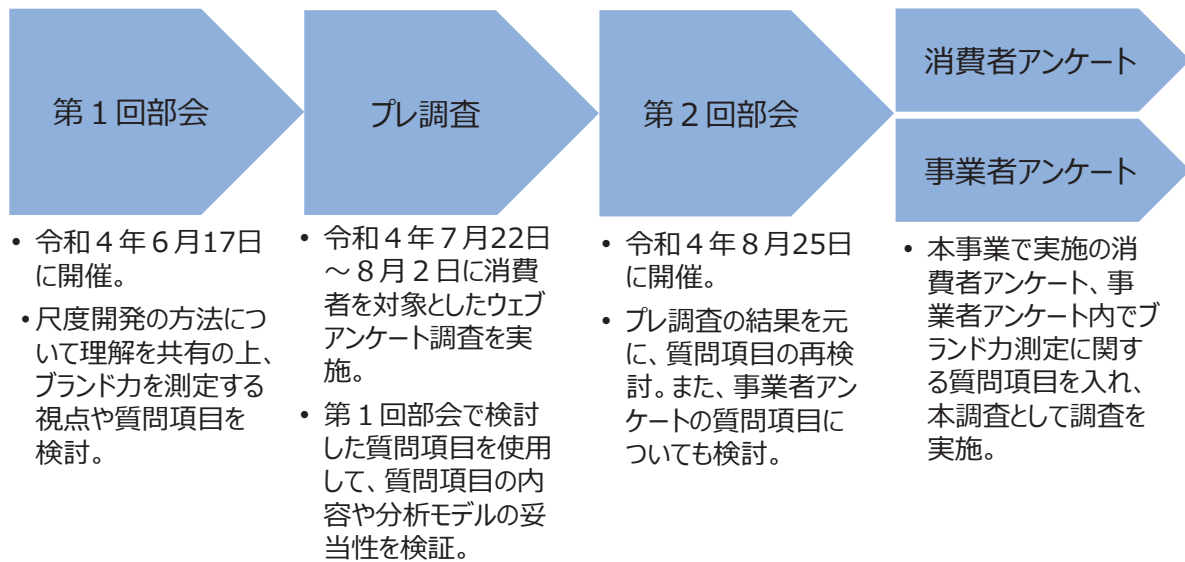 第１回部会
プレ調査
第２回部会
消費者アンケート
事業者アンケート
• 令和４年６月17日
に開催。
• 尺度開発の方法につ
いて理解を共有の上、
ブランド力を測定する
視点や質問項目を
検討。
• 令和４年７月22日
～８月２日に消費
者を対象としたウェブ
アンケート調査を実
施。
• 第１回部会で検討
した質問項目を使用
して、質問項目の内
容や分析モデルの妥
当性を検証。
• 令和４年８月25日
に開催。
• プレ調査の結果を元
に、質問項目の再検
討。また、事業者アン
ケートの質問項目に
ついても検討。
• 本事業で実施の消
費者アンケート、事
業者アンケート内でブ
ランド力測定に関す
る質問項目を入れ、
本調査として調査を
実施。